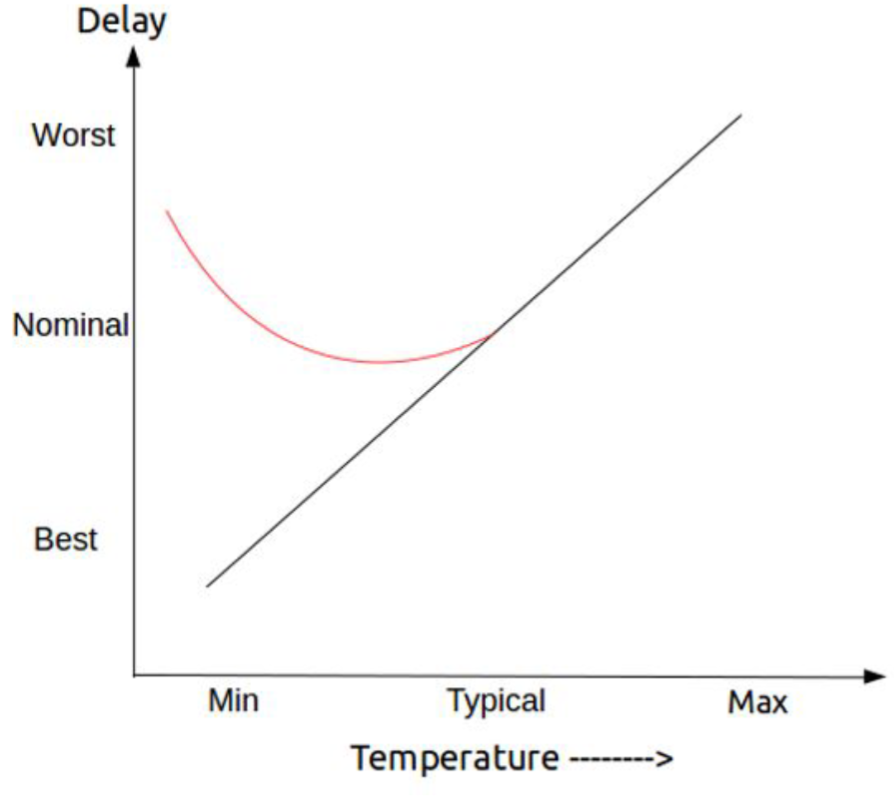 Delay
Worst
Nominal
Best
Min Typical Max
Temperature -------->